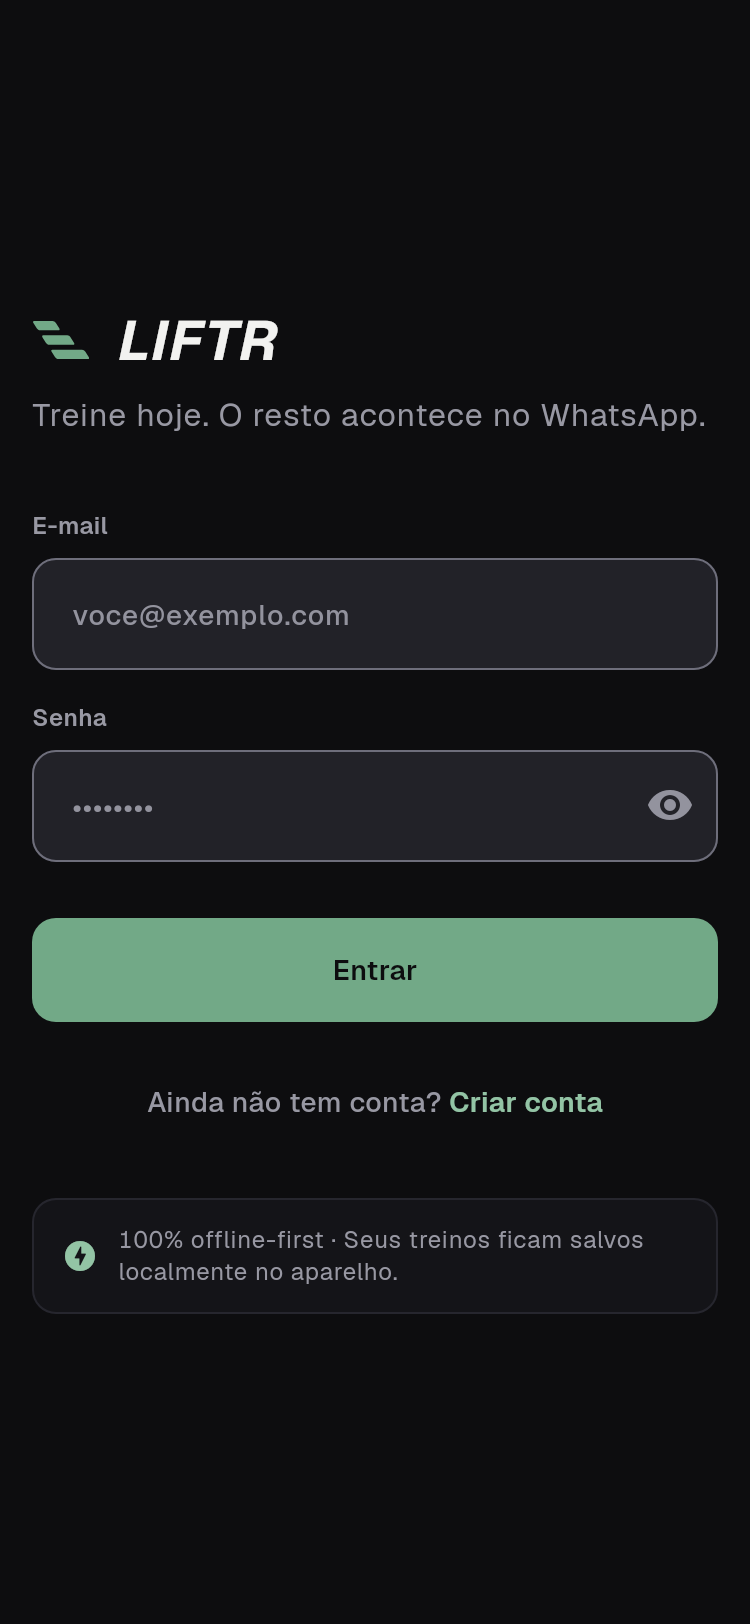 LIFTR
Treine hoje. O resto acontece no WhatsApp.
E-mail
voce@exemplo.com
Senha
••••••••
Entrar
Ainda não tem conta? Criar conta
100% offline-first · Seus treinos ficam salvos
localmente no aparelho.